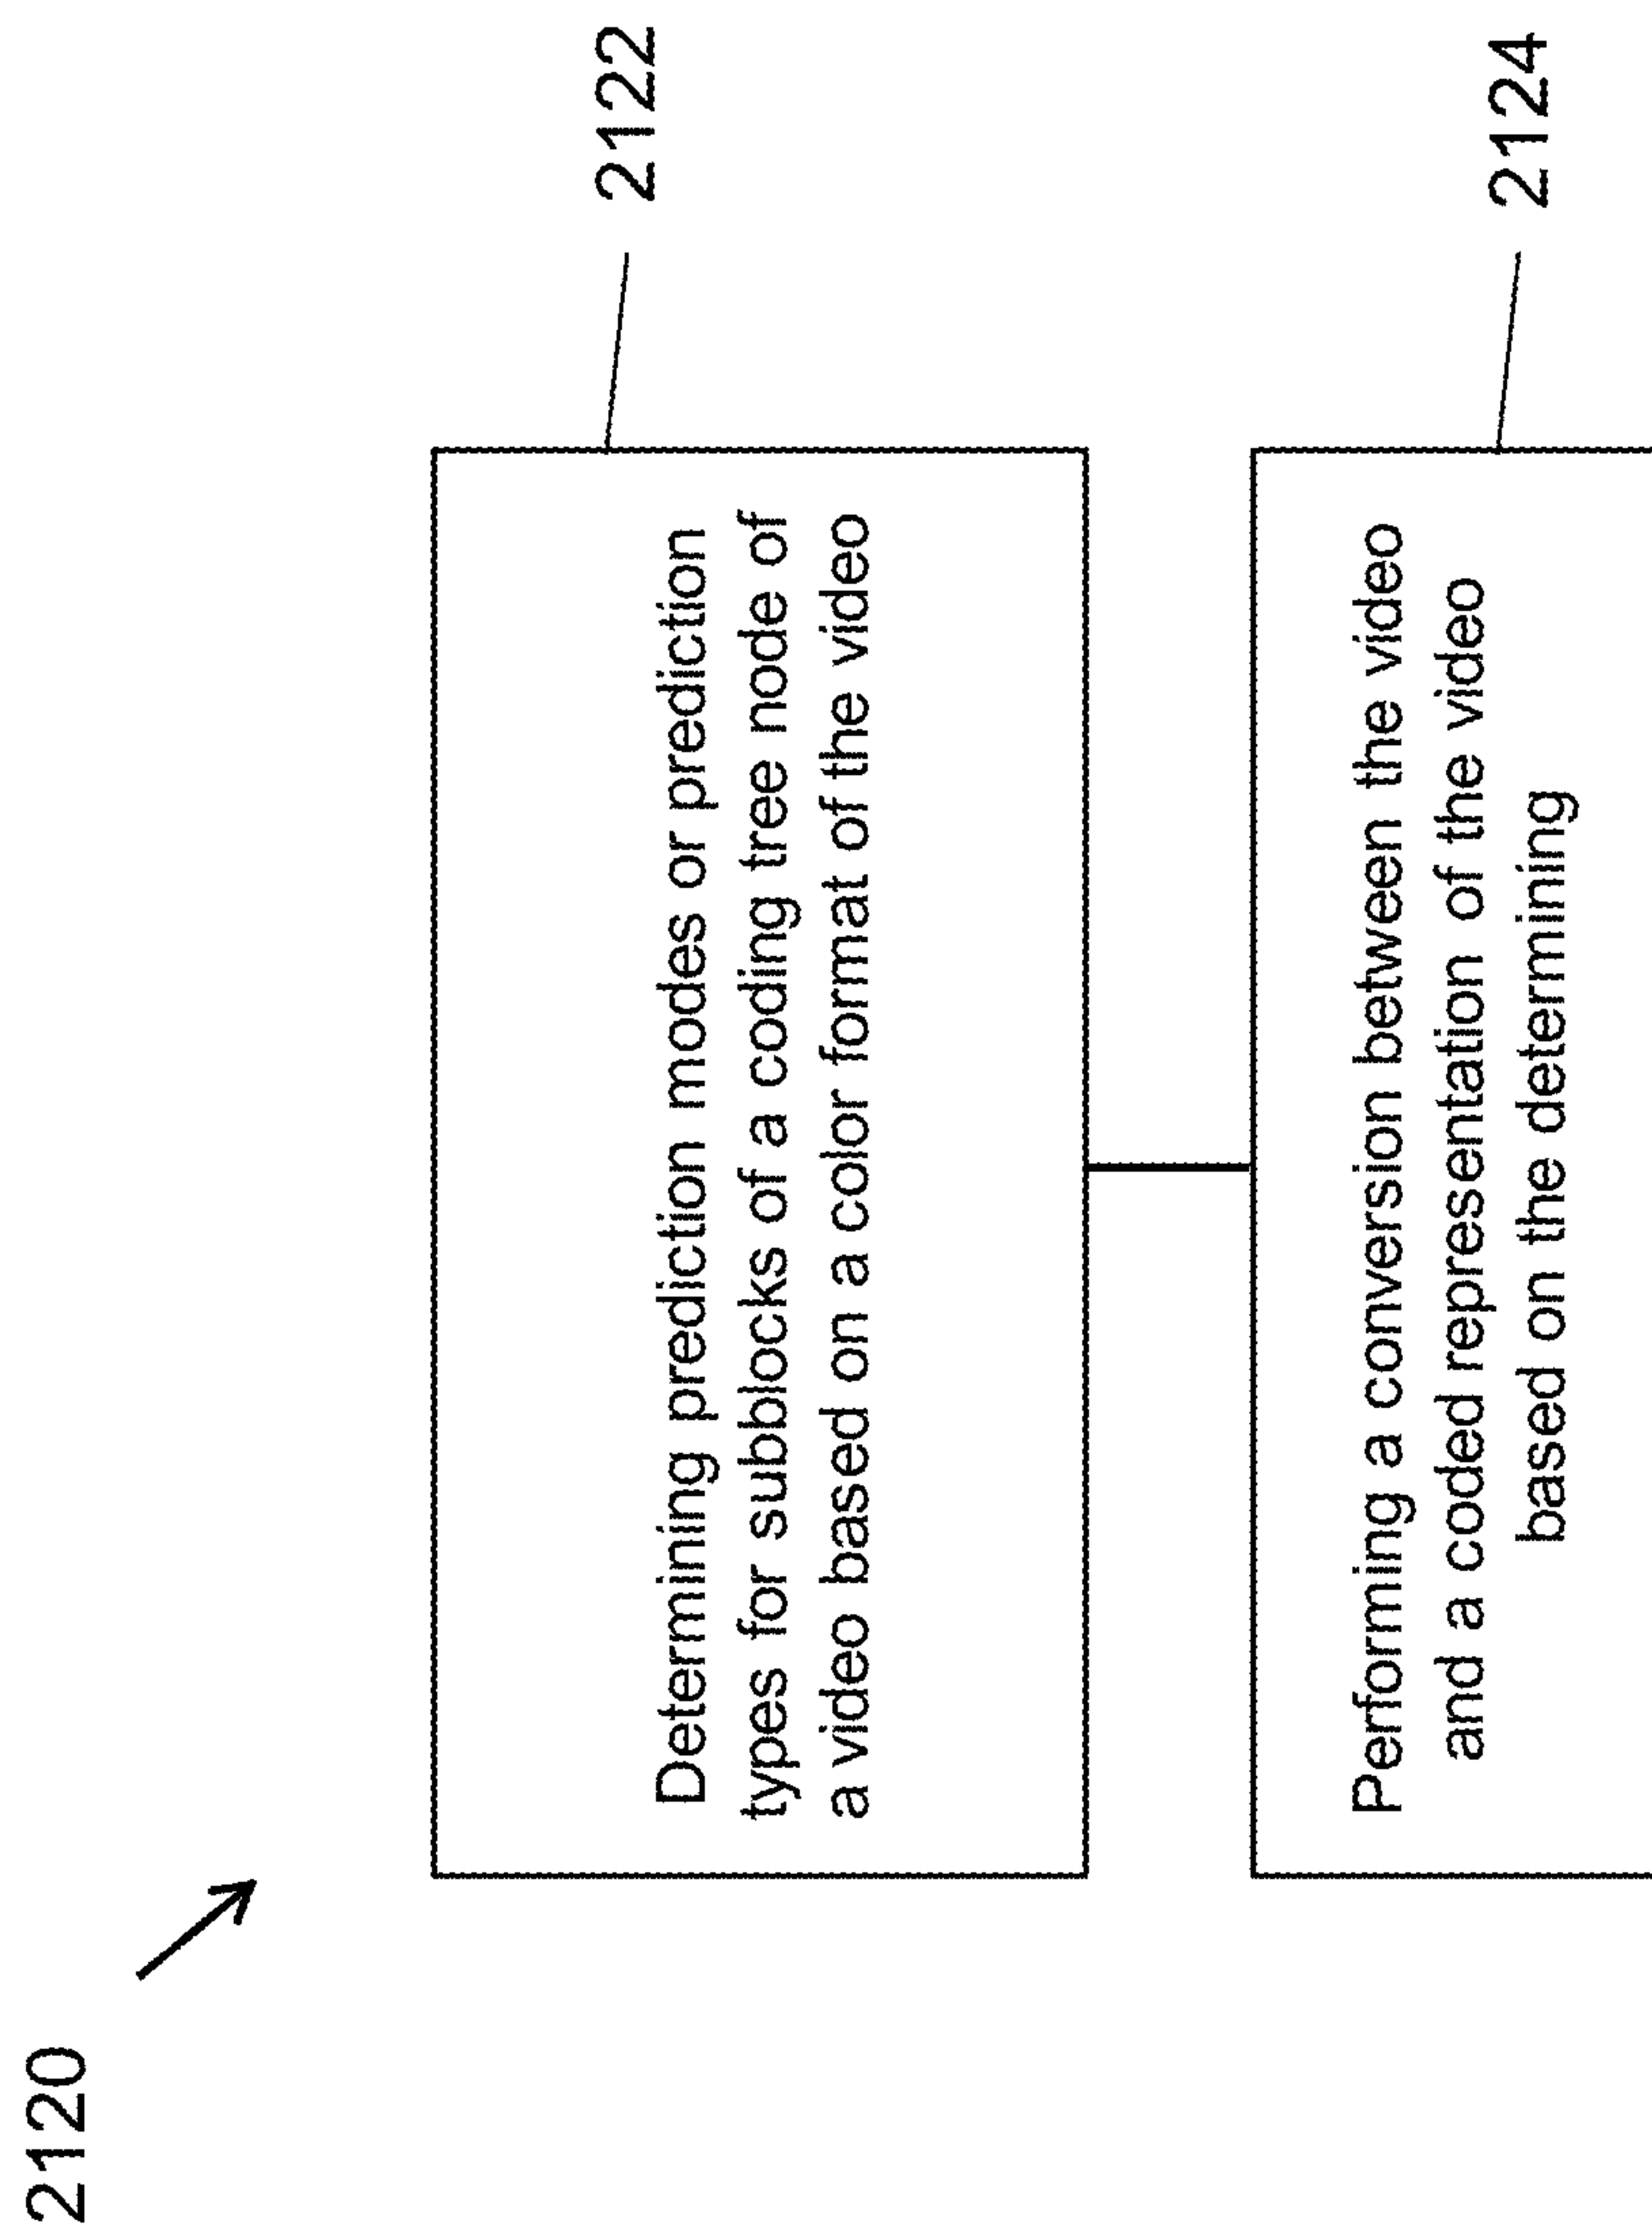 2120
Determining prediction modes or prediction
types for subblocks of a coding tree node of
a video based on a color format of the video
2122
Performing a conversion between the video
and a coded representation of the video
based on the determining
2124